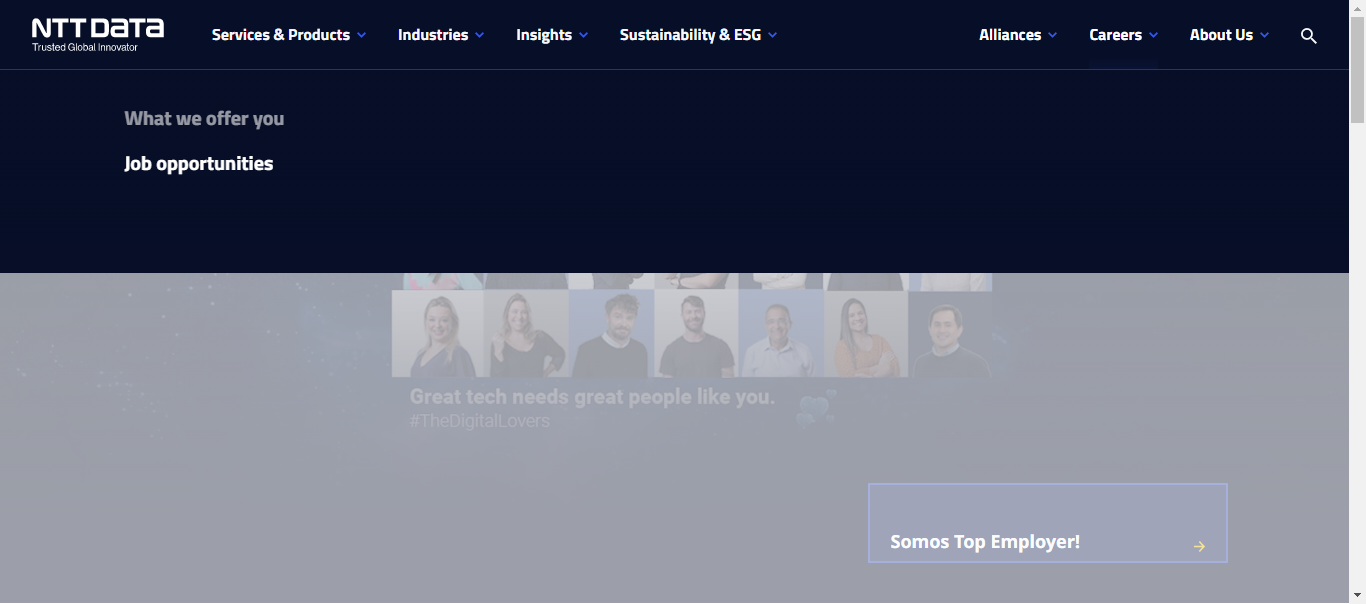 NTT DATA
Trusted Global Innovator
Services & Products
Industries
Insights
Sustainability & ESG
Alliances
Careers
About Us
What we offer you
Job opportunities
Great tech needs great people like you.
#TheDigitalLovers
Somos Top Employer!